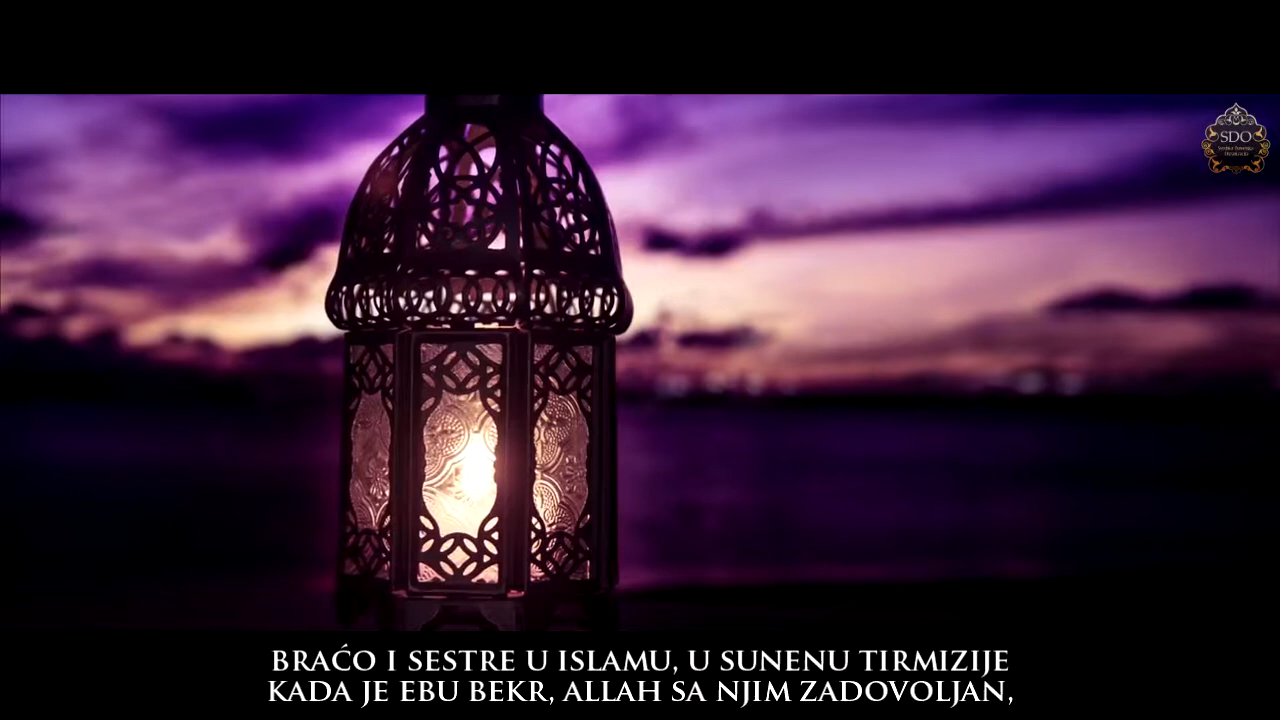 SDO
BRAĆO I SESTRE U ISLAMU, U SUNENU TIRMIZIJE
KADA JE EBU BEKR, ALLAH SA NJIM ZADOVOLJAN,